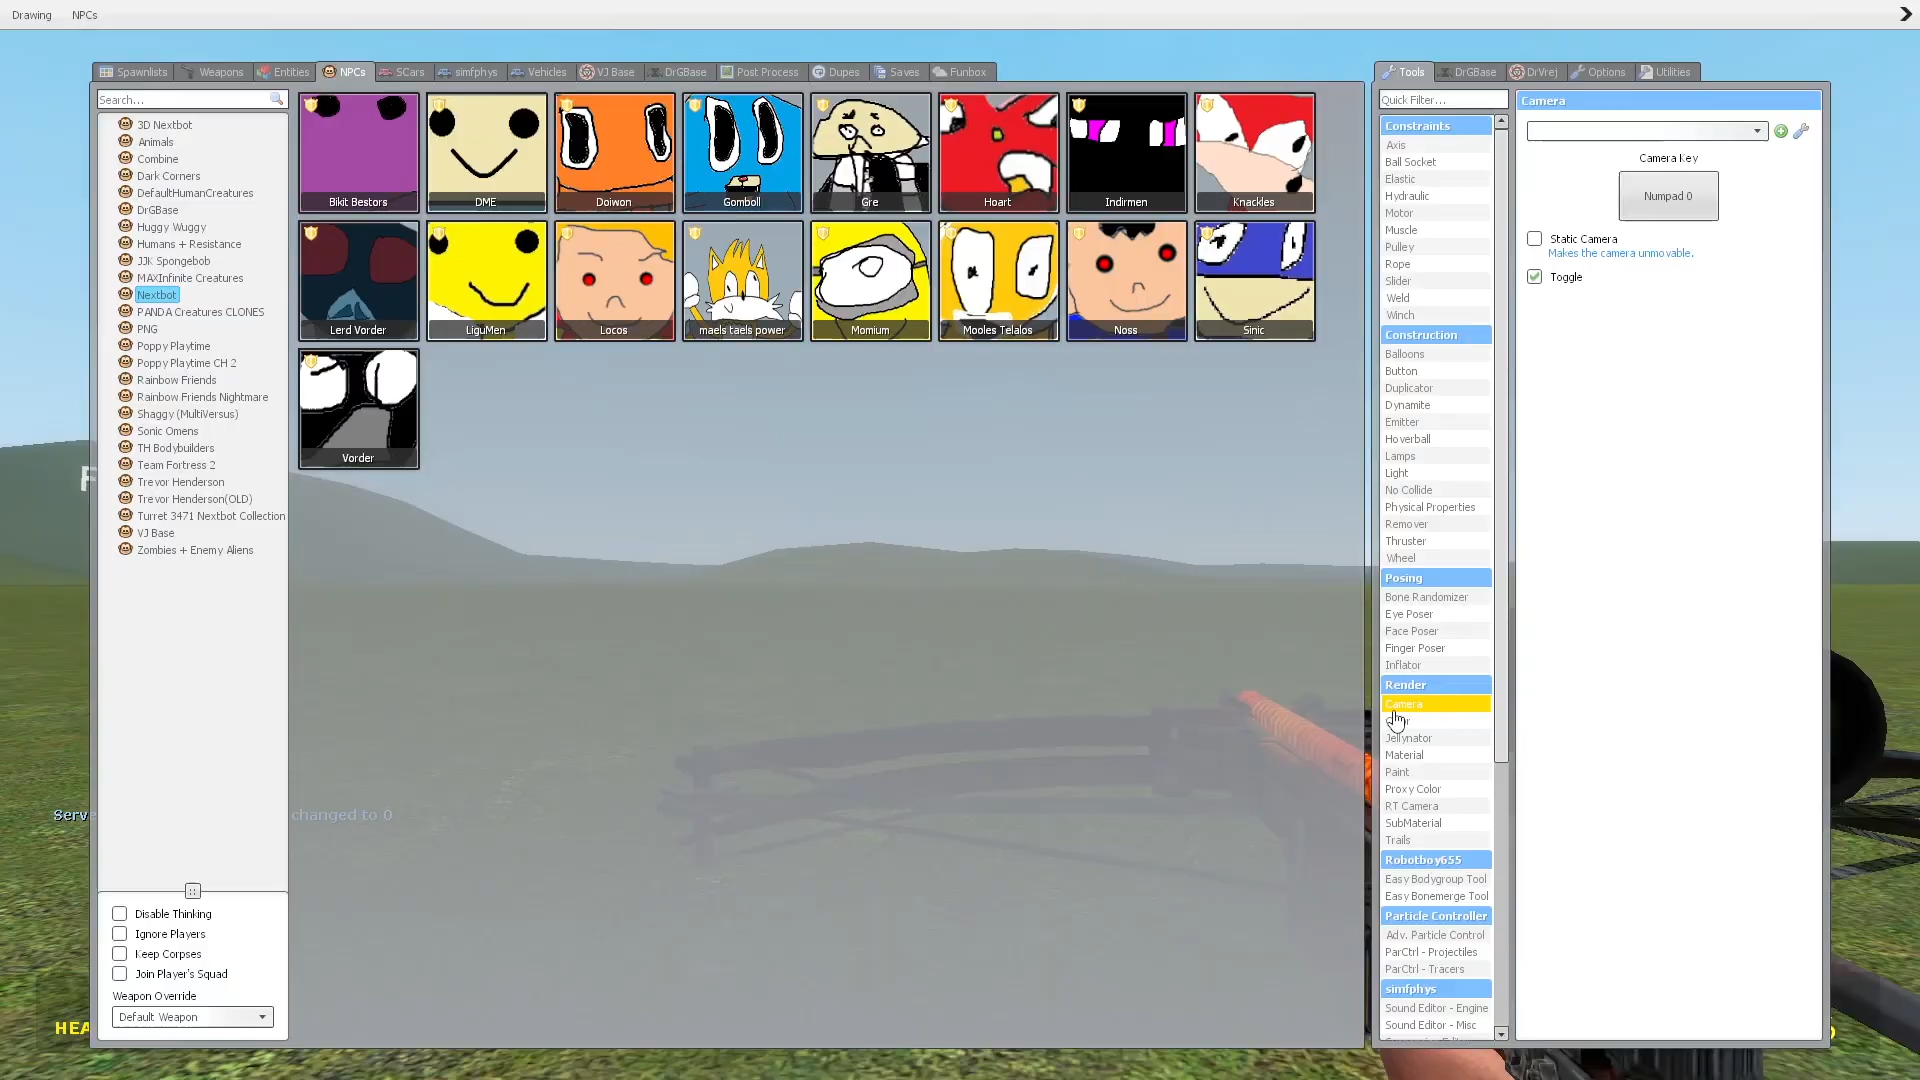 Drawing NPCs
Spawnlists Weapons Entities NPCs SCars simfphys Vehicles VJ Base DrGBase Post Process Dupes Saves Funbox
Search...
3D Nextbot
Animals
Combine
Dark Corners
DefaultHumanCreatures
DrGBase
Huggy Wuggy
Humans + Resistance
JJK Spongebob
MAXInfinite Creatures
Nextbot
PANDA Creatures CLONES
PNG
Poppy Playtime
Poppy Playtime CH 2
Rainbow Friends
Rainbow Friends Nightmare
Shaggy (MultiVersus)
Sonic Omens
TH Bodybuilders
Team Fortress 2
Trevor Henderson
Trevor Henderson(OLD)
Turret 3471 Nextbot Collection
VJ Base
Zombies + Enemy Aliens
Disable Thinking
Ignore Players
Keep Corpses
Join Player's Squad
Weapon Override
Default Weapon
Bikit Bestors DME Doiwon Gomboll Gre Hoart Indirmen Knackles
Lerd Vorder LiguMen Locos maels taels power Momium Mooles Telalos Noss Sinic
Vorder
changed to 0
Tools DrGBase DrVrej Options Utilities
Quick Filter...
Constraints
Axis
Ball Socket
Elastic
Hydraulic
Motor
Muscle
Pulley
Rope
Slider
Weld
Winch
Construction
Balloons
Button
Duplicator
Dynamite
Emitter
Hoverball
Lamps
Light
No Collide
Physical Properties
Remover
Thruster
Wheel
Posing
Bone Randomizer
Eye Poser
Face Poser
Finger Poser
Inflator
Render
Camera
Jellynator
Material
Paint
Proxy Color
RT Camera
SubMaterial
Trails
Robotboy655
Easy Bodygroup Tool
Easy Bonemerge Tool
Particle Controller
Adv. Particle Control
ParCtrl - Projectiles
ParCtrl - Tracers
simfphys
Sound Editor - Engine
Sound Editor - Misc
Camera
Camera Key
Numpad 0
Static Camera
Makes the camera unmovable.
Toggle